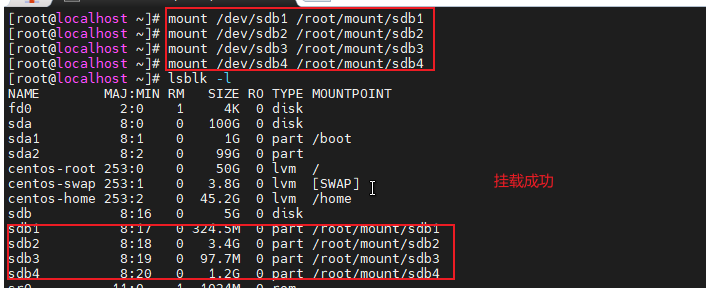 [root@localhost ~]# mount /dev/sdb1 /root/mount/sdb1
[root@localhost ~]# mount /dev/sdb2 /root/mount/sdb2
[root@localhost ~]# mount /dev/sdb3 /root/mount/sdb3
[root@localhost ~]# mount /dev/sdb4 /root/mount/sdb4
[root@localhost ~]# lsblk -l
NAME        MAJ:MIN RM   SIZE RO TYPE MOUNTPOINT
fd0           2:0    1     4K  0 disk
sda           8:0    0   100G  0 disk
sda1          8:1    0     1G  0 part /boot
sda2          8:2    0    99G  0 part
centos-root 253:0    0    50G  0 lvm  /
centos-swap 253:1    0   3.8G  0 lvm  [SWAP]
挂载成功
centos-home 253:2    0  45.2G  0 lvm  /home
sdb           8:16   0     5G  0 disk
sdb1          8:17   0 324.5M  0 part /root/mount/sdb1
sdb2          8:18   0   3.4G  0 part /root/mount/sdb2
sdb3          8:19   0  97.7M  0 part /root/mount/sdb3
sdb4          8:20   0   1.2G  0 part /root/mount/sdb4
sr0          11:0    1  1024M  0 rom